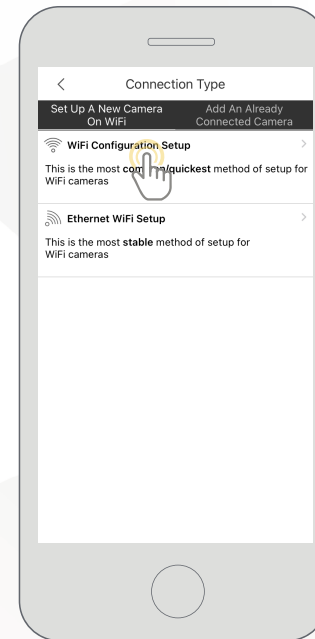 Connection Type
Set Up A New Camera
On WiFi
Add An Already
Connected Camera
WiFi Configuration Setup
This is the most common/quickest method of setup for
WiFi cameras
Ethernet WiFi Setup
This is the most stable method of setup for
WiFi cameras